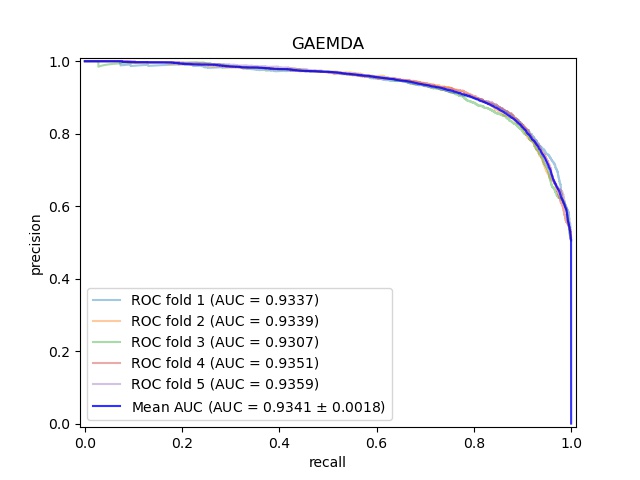 GAEMDA
1.0
0.8
0.6
0.4
0.2
0.0
precision
ROC fold 1 (AUC = 0.9337)
ROC fold 2 (AUC = 0.9339)
ROC fold 3 (AUC = 0.9307)
ROC fold 4 (AUC = 0.9351)
ROC fold 5 (AUC = 0.9359)
Mean AUC (AUC = 0.9341 ± 0.0018)
0.0 0.2 0.4 0.6 0.8 1.0
recall